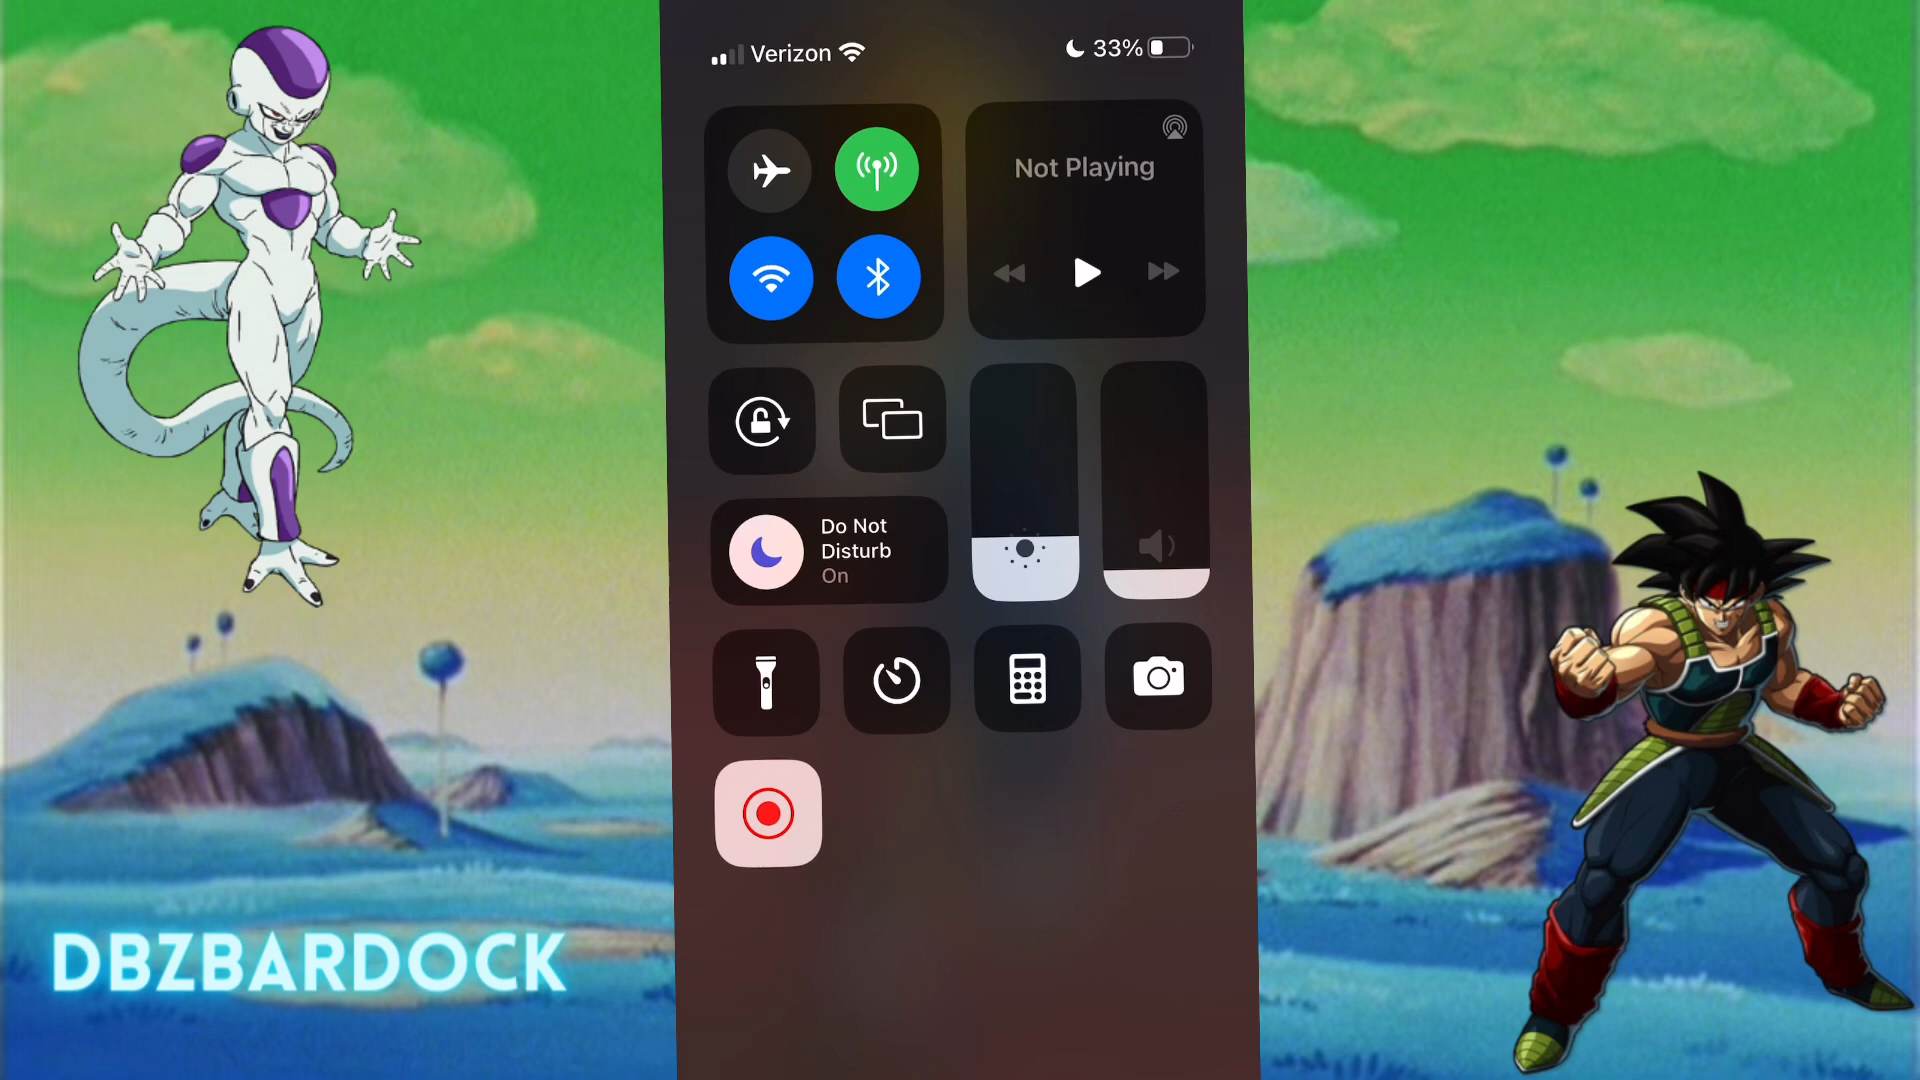 Verizon
33%
Not Playing
Do Not
Disturb
On
DBZBARDOCK